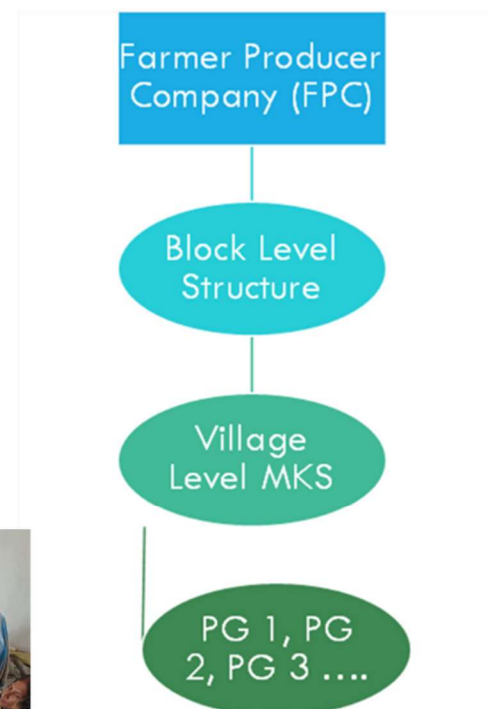 Farmer Producer
Company (FPC)
Block Level
Structure
Village
Level MKS
PG 1, PG
2, PG 3 ....